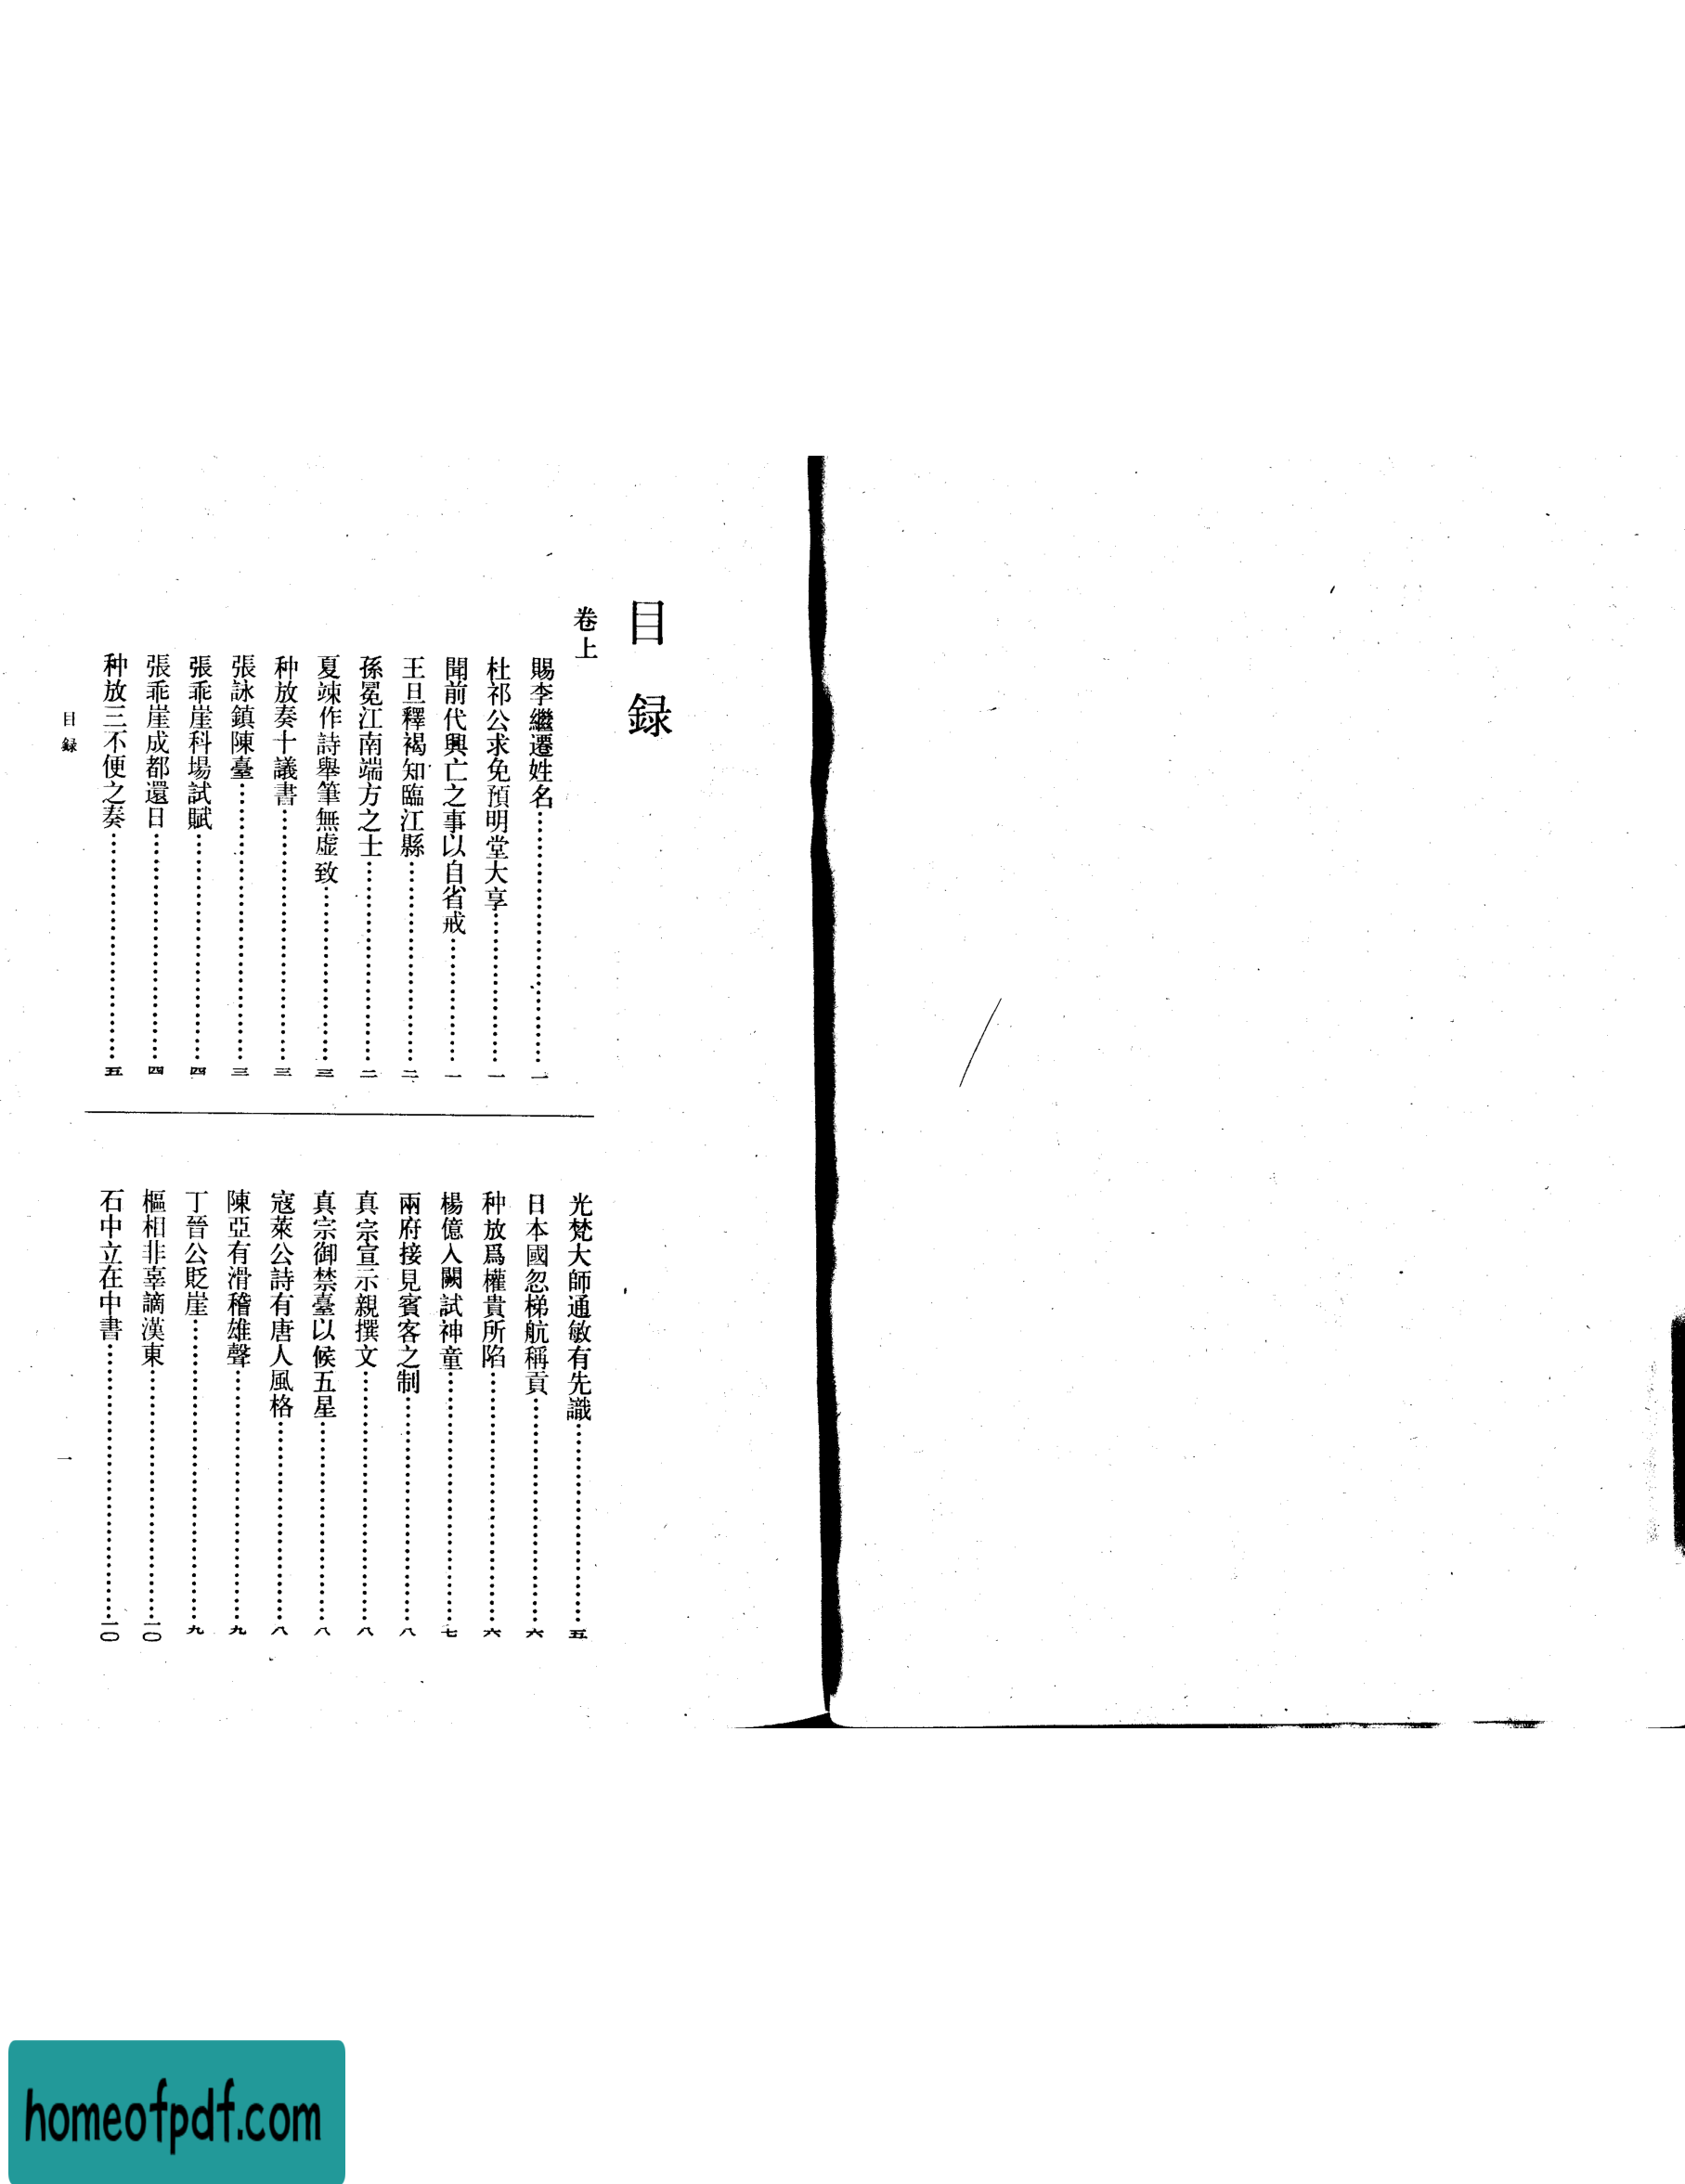 目錄
卷上
賜李繼遷姓名……一
杜祁公求免預明堂大享……一
聞前代興亡之事以自省戒……一
王旦釋褐知臨江縣……二
孫冕江南端方之士……二
夏竦作詩舉筆無虛致……三
种放奏十議書……三
張詠鎮陳臺……三
張乖崖科場試賦……四
張乖崖成都還日……四
种放三不便之奏……五
光梵大師通敏有先識……五
日本國忽梯航稱貢……六
种放爲權貴所陷……六
楊億入闕試神童……七
兩府接見賓客之制……八
真宗宣示親撰文……八
真宗御禁臺以候五星……八
寇萊公詩有唐人風格……八
陳亞有滑稽雄聲……九
丁晉公貶崖……九
樞相非辜謫漢東……一〇
石中立在中書……一〇
目錄
一
homeofpdf.com